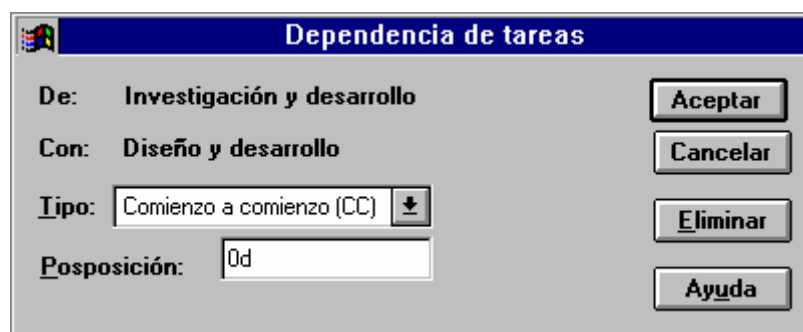 Dependencia de tareas
De: Investigación y desarrollo
Aceptar
Con: Diseño y desarrollo
Cancelar
Tipo: Comienzo a comienzo (CC)
Eliminar
Posposición: 0d
Ayuda